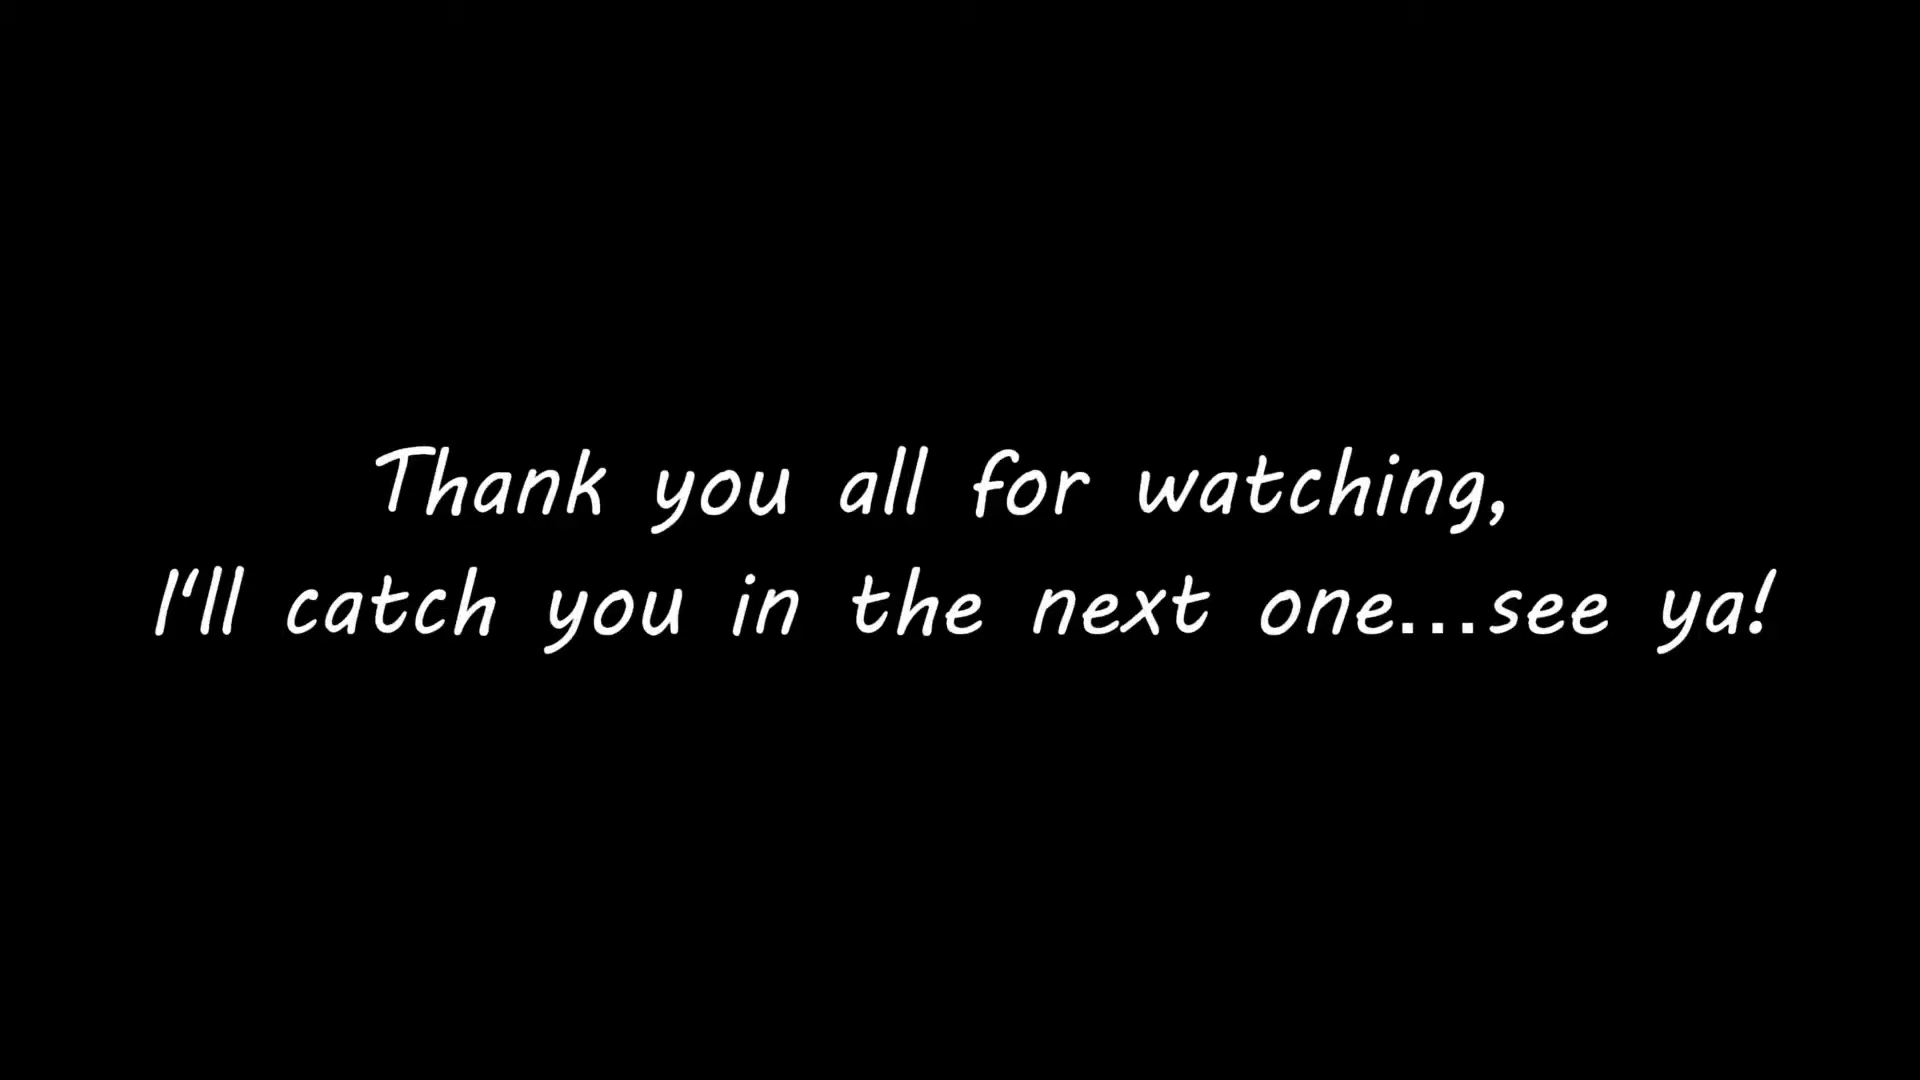 Thank you all for watching,
I'll catch you in the next one...see ya!